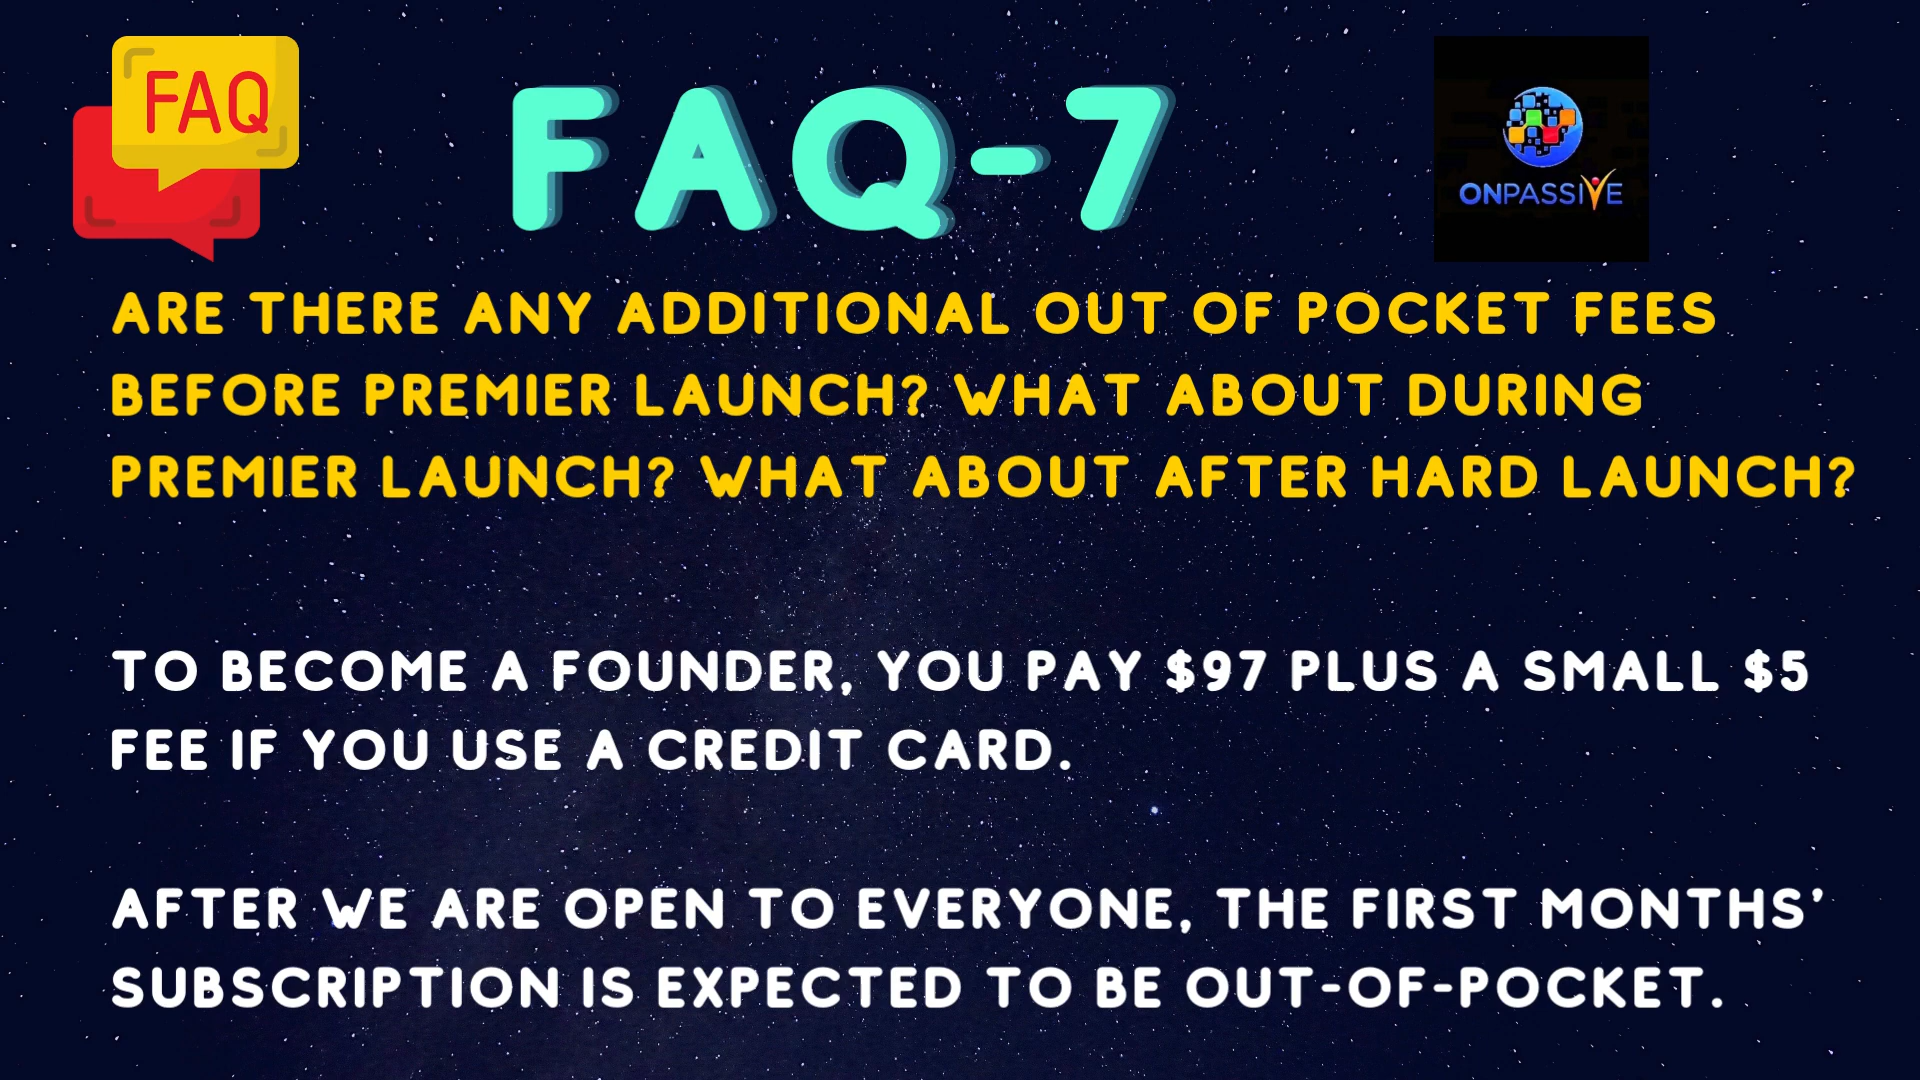 FAQ
FAQ-7
ONPASSIVE
ARE THERE ANY ADDITIONAL OUT OF POCKET FEES
BEFORE PREMIER LAUNCH? WHAT ABOUT DURING
PREMIER LAUNCH? WHAT ABOUT AFTER HARD LAUNCH?
TO BECOME A FOUNDER, YOU PAY $97 PLUS A SMALL $5
FEE IF YOU USE A CREDIT CARD.
AFTER WE ARE OPEN TO EVERYONE, THE FIRST MONTHS’
SUBSCRIPTION IS EXPECTED TO BE OUT-OF-POCKET.